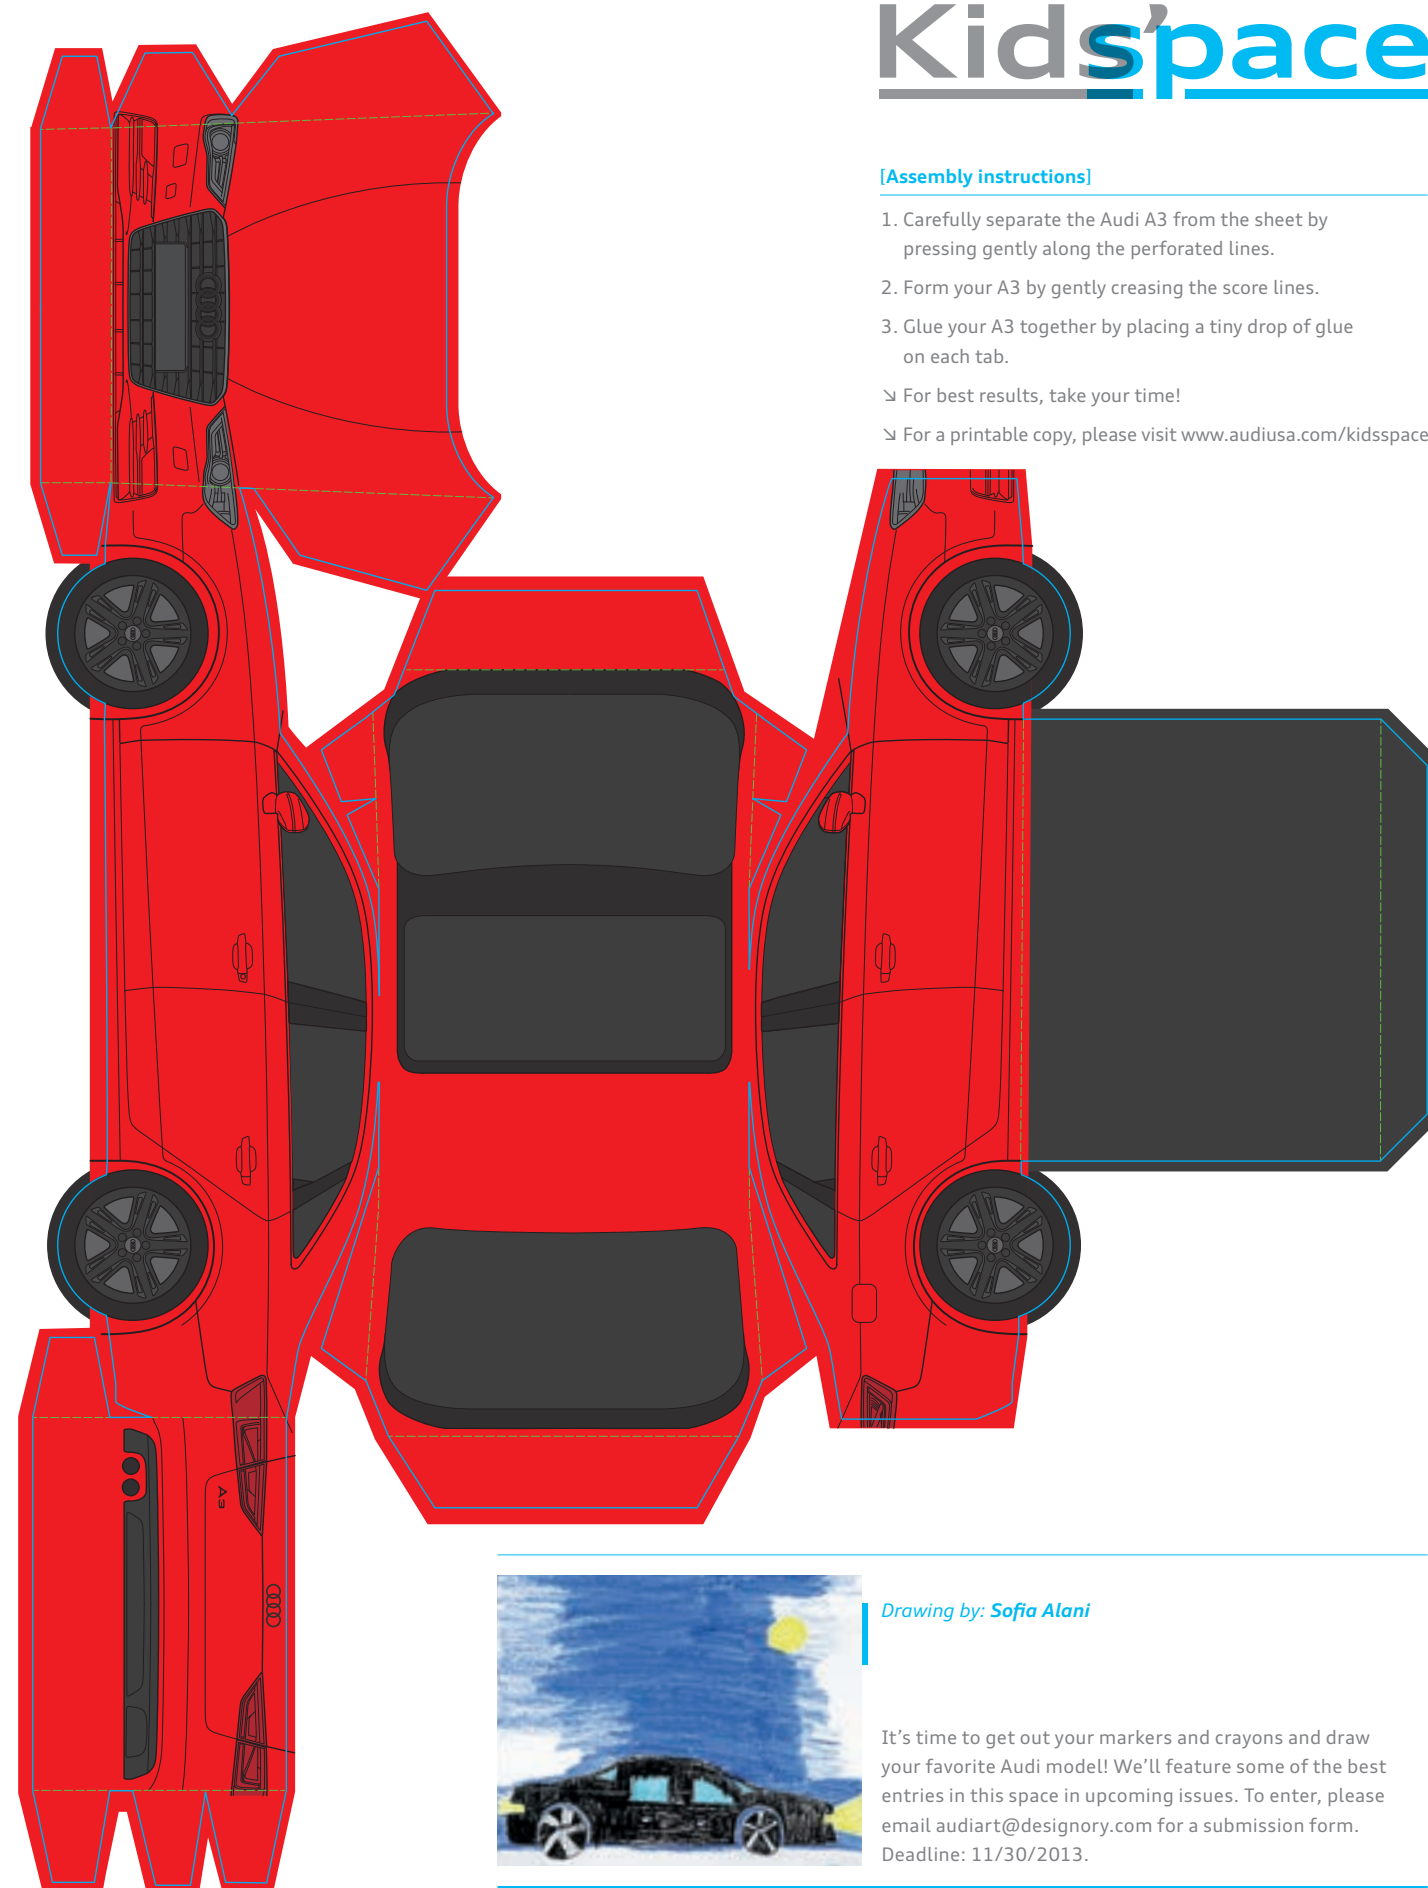 Kids'pace
[Assembly instructions]
1. Carefully separate the Audi A3 from the sheet by
pressing gently along the perforated lines.
2. Form your A3 by gently creasing the score lines.
3. Glue your A3 together by placing a tiny drop of glue
on each tab.
↘ For best results, take your time!
↘ For a printable copy, please visit www.audiusa.com/kidsspace
A3
Drawing by: Sofia Alani
It's time to get out your markers and crayons and draw
your favorite Audi model! We'll feature some of the best
entries in this space in upcoming issues. To enter, please
email audiart@designory.com for a submission form.
Deadline: 11/30/2013.